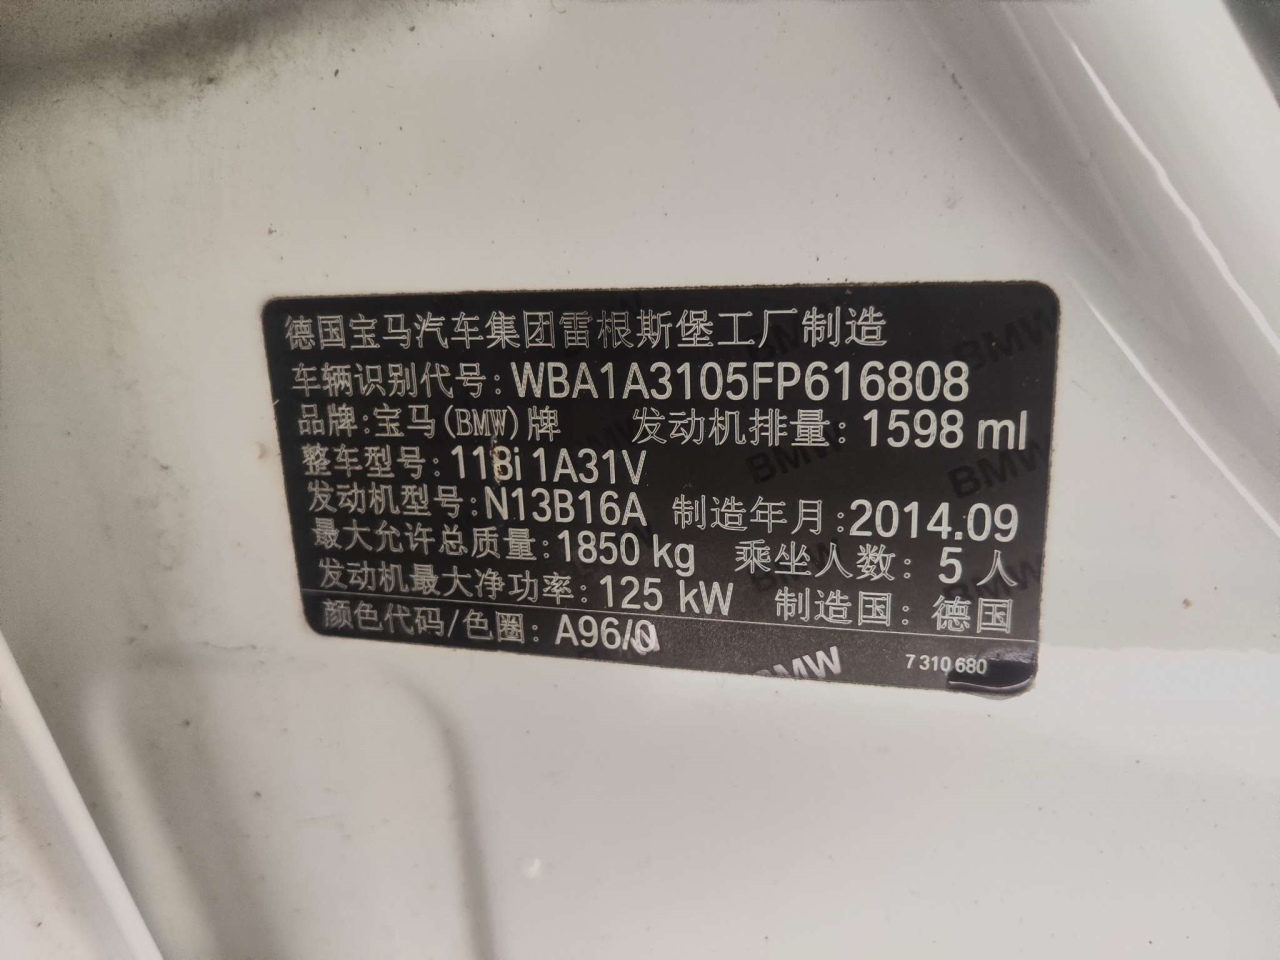 德国宝马汽车集团雷根斯堡工厂制造
车辆识别代号: WBA1A3105FP616808
品牌:宝马(BMW)牌 发动机排量: 1598 ml
整车型号: 118i 1A31V
发动机型号: N13B16A 制造年月:2014.09
最大允许总质量:1850 kg 乘坐人数: 5 人
发动机最大净功率: 125 kW 制造国: 德国
颜色代码/色圈: A96/0
BMW
7 310 680